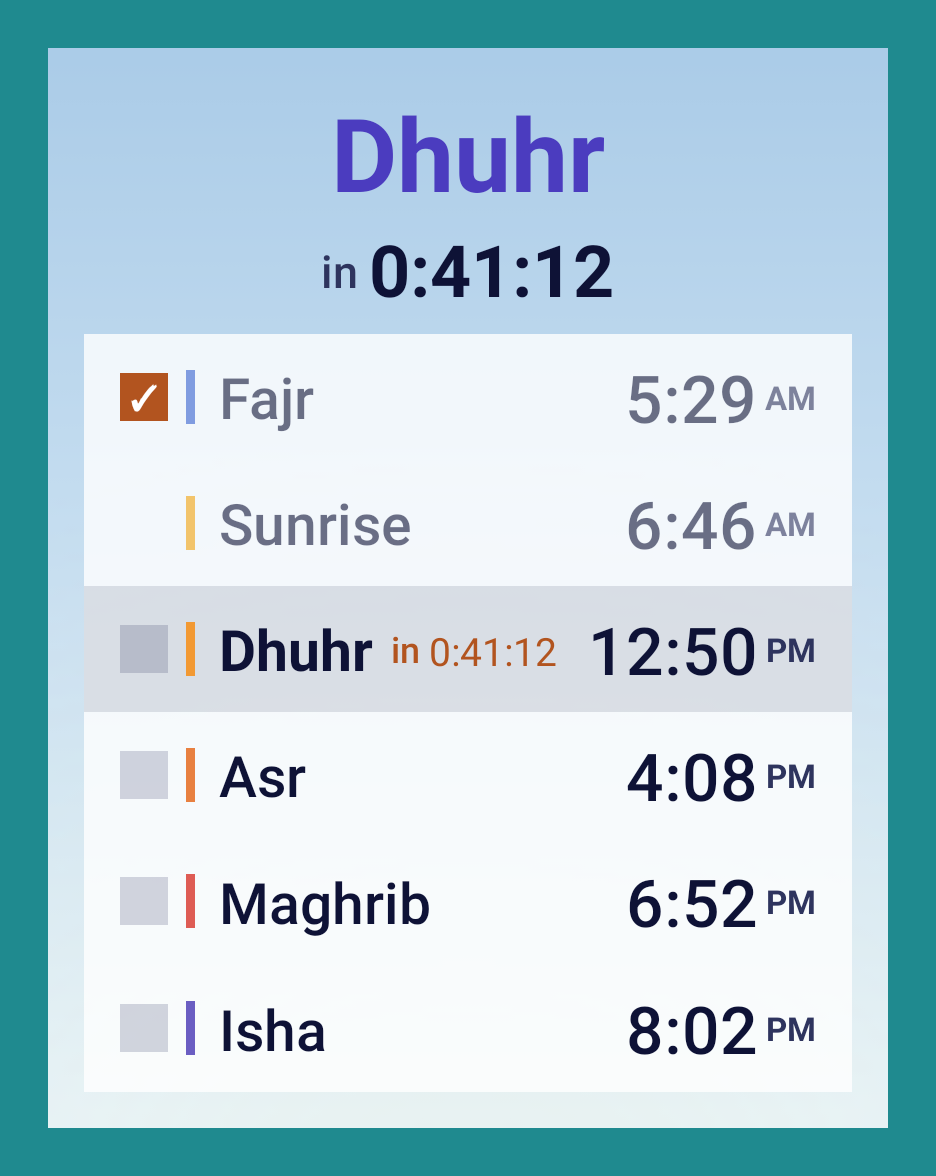 Dhuhr
in 0:41:12
✓ Fajr 5:29 AM
Sunrise 6:46 AM
Dhuhr in 0:41:12 12:50 PM
Asr 4:08 PM
Maghrib 6:52 PM
Isha 8:02 PM